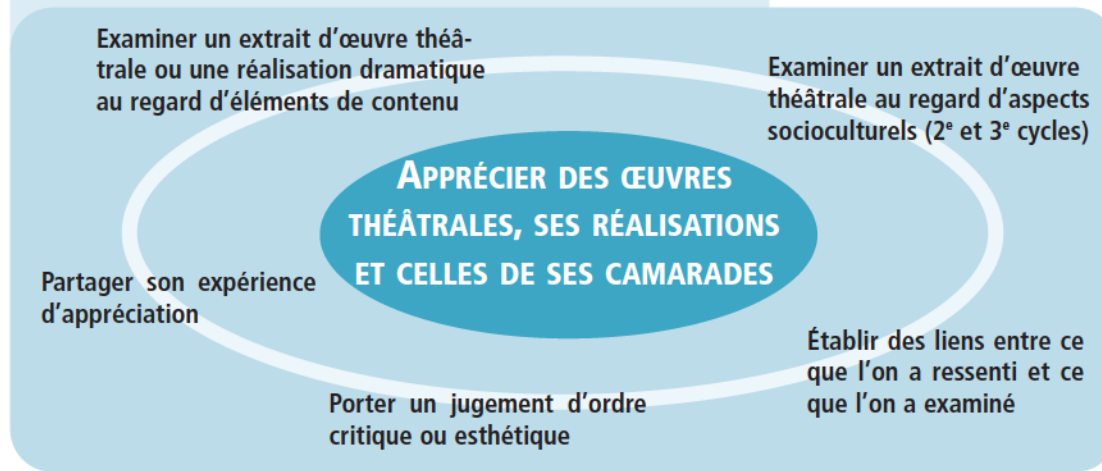 Examiner un extrait d’œuvre théâ-
trale ou une réalisation dramatique
au regard d’éléments de contenu
Examiner un extrait d’œuvre
théâtrale au regard d’aspects
socioculturels (2e et 3e cycles)
APPRÉCIER DES ŒUVRES
THÉÂTRALES, SES RÉALISATIONS
ET CELLES DE SES CAMARADES
Partager son expérience
d’appréciation
Établir des liens entre ce
que l’on a ressenti et ce
que l’on a examiné
Porter un jugement d’ordre
critique ou esthétique